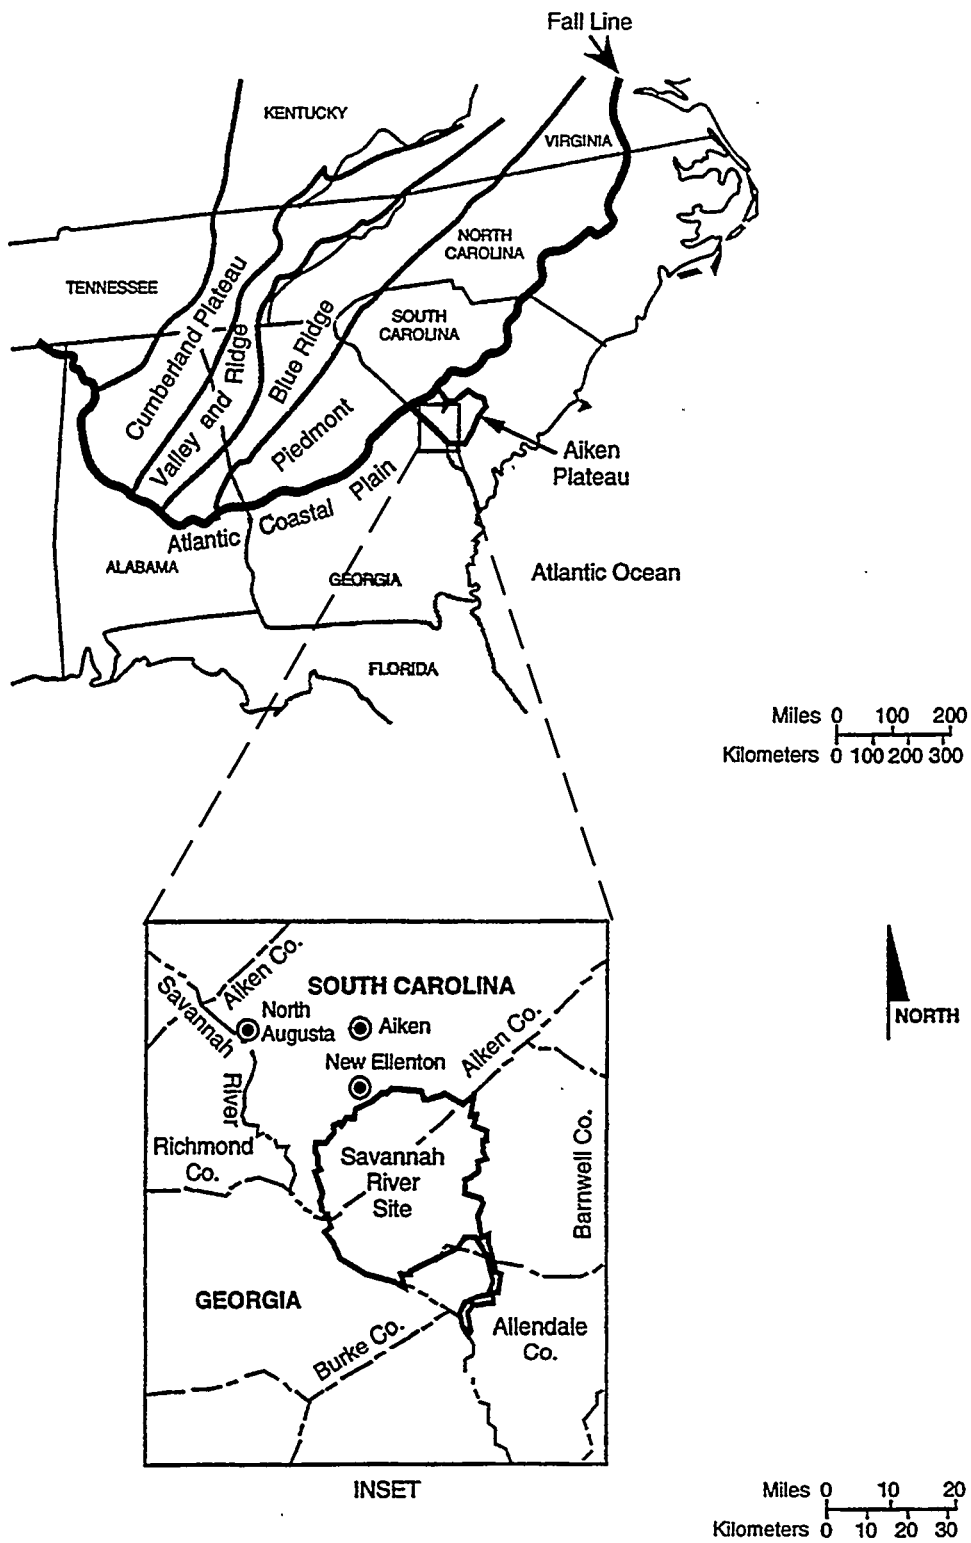 Fall Line
KENTUCKY
VIRGINIA
NORTH
CAROLINA
TENNESSEE
SOUTH
CAROLINA
Cumberland Plateau
Valley and Ridge
Blue Ridge
Piedmont
Aiken
Plateau
Atlantic Coastal Plain
ALABAMA
GEORGIA
Atlantic Ocean
FLORIDA
Miles 0 100 200
Kilometers 0 100 200 300
Aiken Co.
SOUTH CAROLINA
Savannah
River
North
Augusta
Aiken
Aiken Co.
NORTH
New Ellenton
Richmond
Co.
Savannah
River
Site
Barnwell Co.
GEORGIA
Burke Co.
Allendale
Co.
INSET
Miles 0 10 20
Kilometers 0 10 20 30